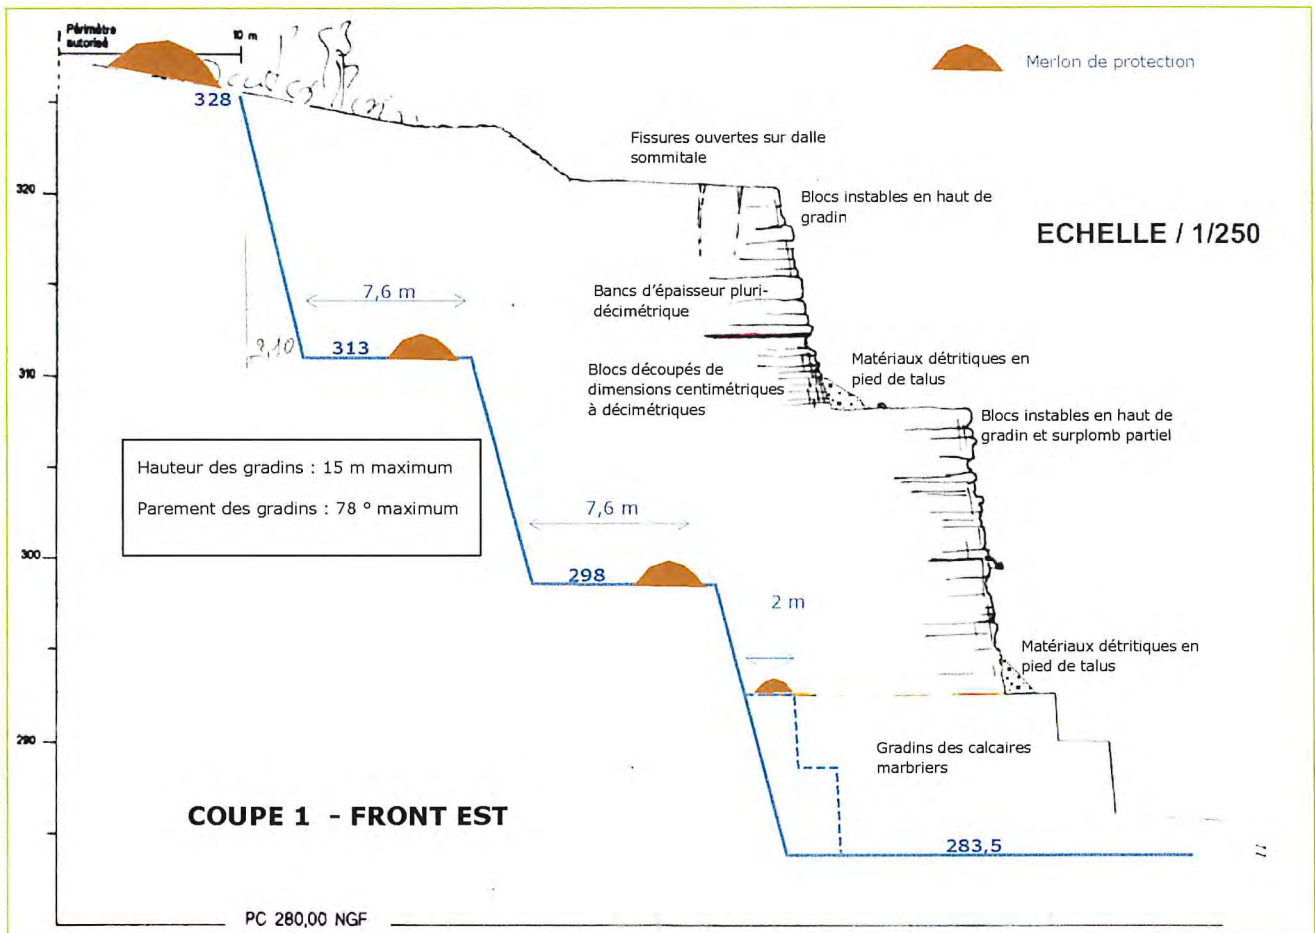 Périmètre
autorisé
10 m
Merlon de protection
328
Fissures ouvertes sur dalle
sommitale
320
Blocs instables en haut de
gradin
ECHELLE / 1/250
7,6 m
Bancs d'épaisseur pluri-
décimétrique
2,10
313
310
Blocs découpés de
dimensions centimétriques
à décimétriques
Matériaux détritiques en
pied de talus
Blocs instables en haut de
gradin et surplomb partiel
Hauteur des gradins : 15 m maximum
Parement des gradins : 78 ° maximum
7,6 m
300
298
2 m
Matériaux détritiques en
pied de talus
290
Gradins des calcaires
marbriers
COUPE 1 - FRONT EST
283,5
PC 280,00 NGF